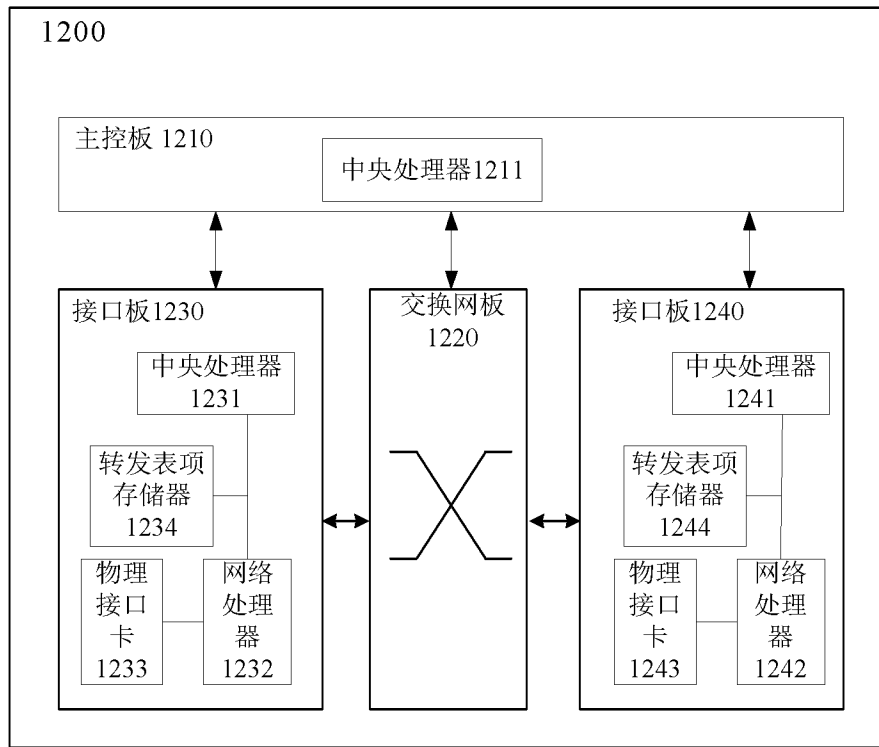 1200
主控板 1210
中央处理器1211
接口板1230
中央处理器
1231
转发表项
存储器
1234
物理
接口
卡
1233
网络
处理
器
1232
交换网板
1220
接口板1240
中央处理器
1241
转发表项
存储器
1244
物理
接口
卡
1243
网络
处理
器
1242